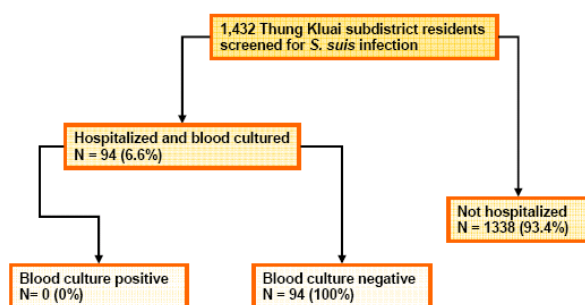 1,432 Thung Kluai subdistrict residents
screened for S. suis infection
Hospitalized and blood cultured
N = 94 (6.6%)
Not hospitalized
N = 1338 (93.4%)
Blood culture positive
N= 0 (0%)
Blood culture negative
N = 94 (100%)